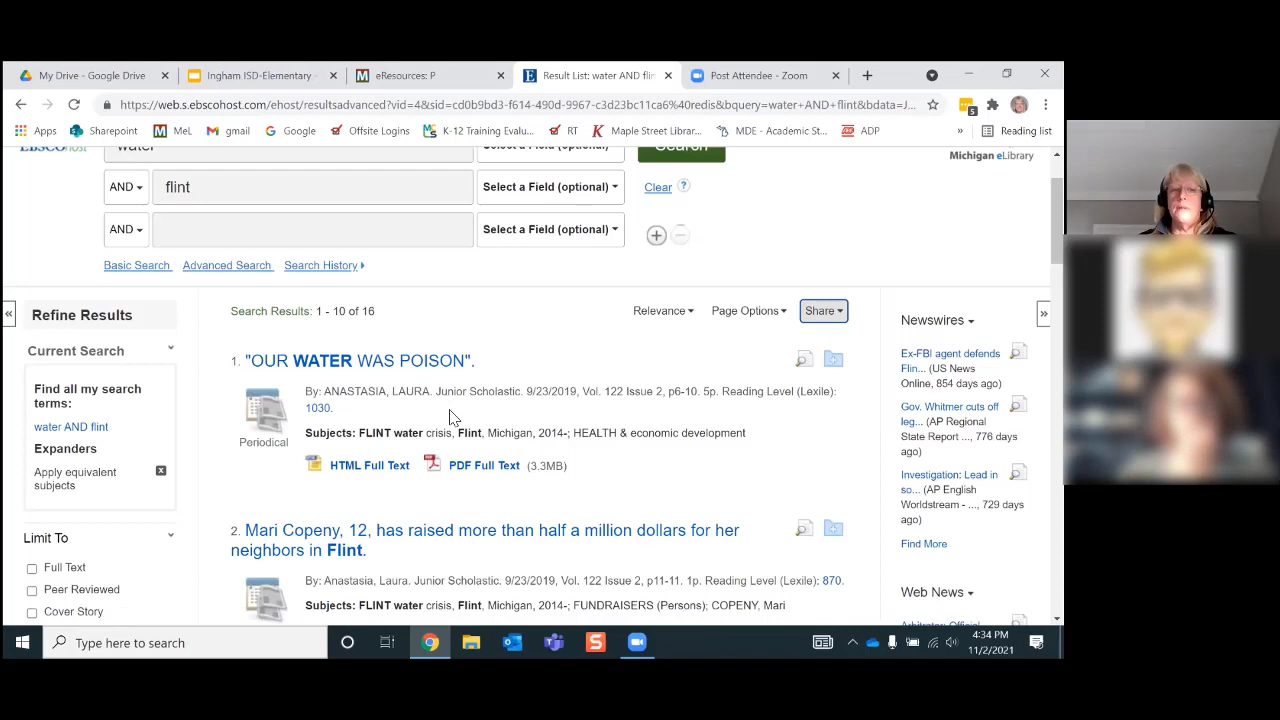 My Drive - Google Drive
Ingham ISD-Elementary -
eResources: P
Result List: water AND flin
Post Attendee - Zoom
https://web.s.ebscohost.com/ehost/resultsadvanced?vid=4&sid=cd0b9bd3-f614-490d-9967-c3d23bc11ca6%40redis&bquery=water+AND+flint&bdata=J...
5
Apps
Sharepoint
MeL
gmail
Google
Offsite Logins
K-12 Training Evalu...
RT
Maple Street Librar...
MDE - Academic St...
ADP
»
Reading list
EBSCOhost
water
Select a Field (optional)
Search
Michigan eLibrary
AND
flint
Select a Field (optional)
Clear
?
AND
Select a Field (optional)
Basic Search
Advanced Search
Search History
«
Refine Results
Current Search
Find all my search
terms:
water AND flint
Expanders
Apply equivalent
subjects
x
Limit To
Full Text
Peer Reviewed
Cover Story
Search Results: 1 - 10 of 16
Relevance
Page Options
Share
1. "OUR WATER WAS POISON".
By: ANASTASIA, LAURA. Junior Scholastic. 9/23/2019, Vol. 122 Issue 2, p6-10. 5p. Reading Level (Lexile):
1030.
Periodical
Subjects: FLINT water crisis, Flint, Michigan, 2014-; HEALTH & economic development
HTML Full Text
PDF Full Text (3.3MB)
2. Mari Copeny, 12, has raised more than half a million dollars for her
neighbors in Flint.
By: Anastasia, Laura. Junior Scholastic. 9/23/2019, Vol. 122 Issue 2, p11-11. 1p. Reading Level (Lexile): 870.
Subjects: FLINT water crisis, Flint, Michigan, 2014-; FUNDRAISERS (Persons); COPENY, Mari
»
Newswires
Ex-FBI agent defends
Flin... (US News
Online, 854 days ago)
Gov. Whitmer cuts off
leg... (AP Regional
State Report ..., 776 days
ago)
Investigation: Lead in
so... (AP English
Worldstream - ..., 729 days
ago)
Find More
Web News
Type here to search
4:34 PM
11/2/2021